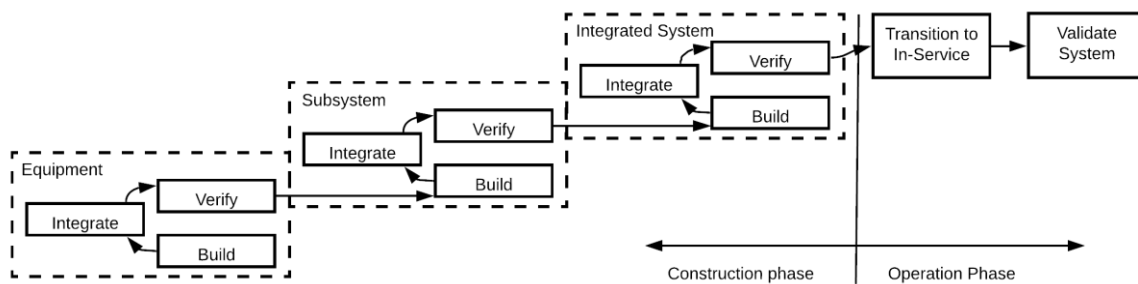 Integrated System
Verify
Integrate
Build
Transition to
In-Service
Validate
System
Subsystem
Verify
Integrate
Build
Equipment
Verify
Integrate
Build
Construction phase
Operation Phase